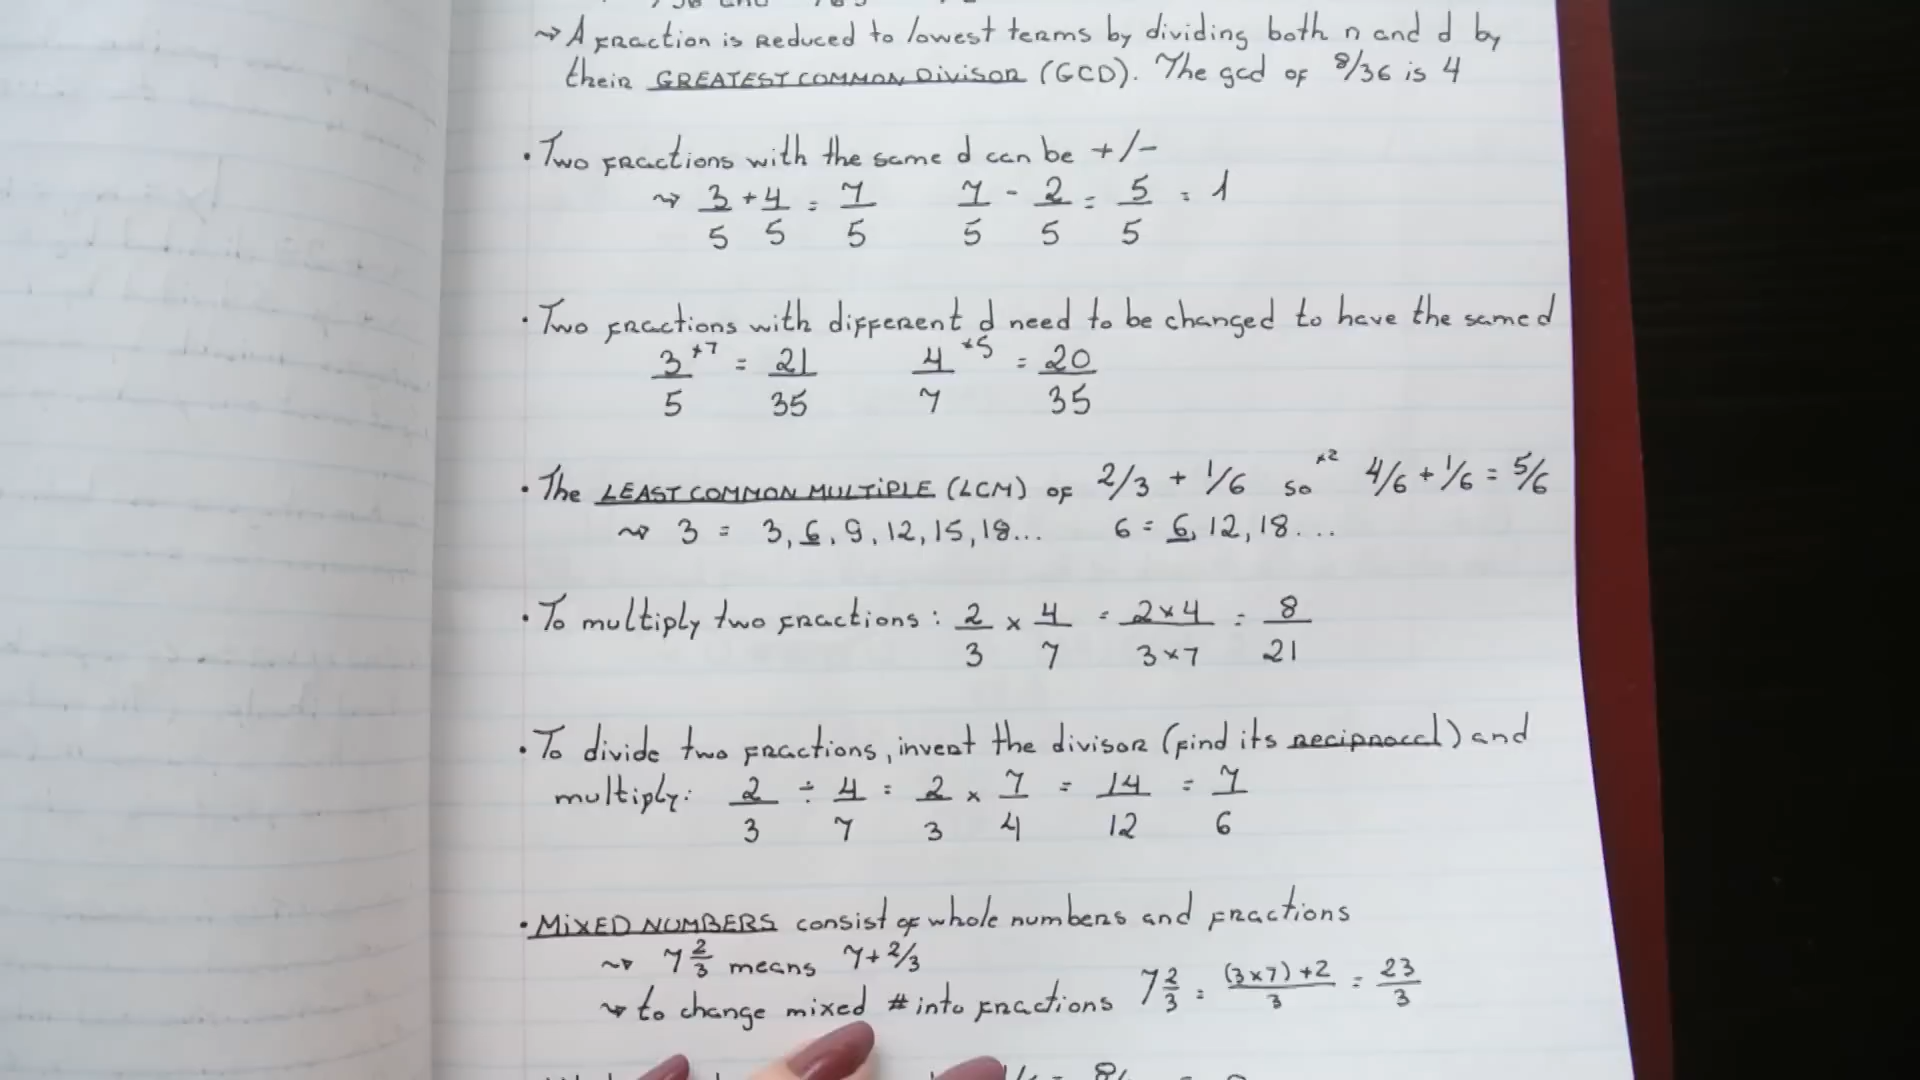 ~> A fraction is reduced to lowest terms by dividing both n and d by
their GREATEST COMMON DIVISOR (GCD). The gcd of 8/36 is 4
• Two fractions with the same d can be +/-
~> 3/5 + 4/5 = 7/5 7/5 - 2/5 = 5/5 = 1
• Two fractions with different d need to be changed to have the same d
3/5 ×7 = 21/35 4/7 ×5 = 20/35
• The LEAST COMMON MULTIPLE (LCM) of 2/3 + 1/6 so ×2 4/6 + 1/6 = 5/6
~> 3 = 3, 6, 9, 12, 15, 18... 6 = 6, 12, 18...
• To multiply two fractions: 2/3 × 4/7 = 2×4/3×7 = 8/21
• To divide two fractions, invert the divisor (find its reciprocal) and
multiply: 2/3 ÷ 4/7 = 2/3 × 7/4 = 14/12 = 7/6
• MIXED NUMBERS consist of whole numbers and fractions
~> 7 2/3 means 7 + 2/3
~> to change mixed # into fractions 7 2/3 = (3×7)+2/3 = 23/3